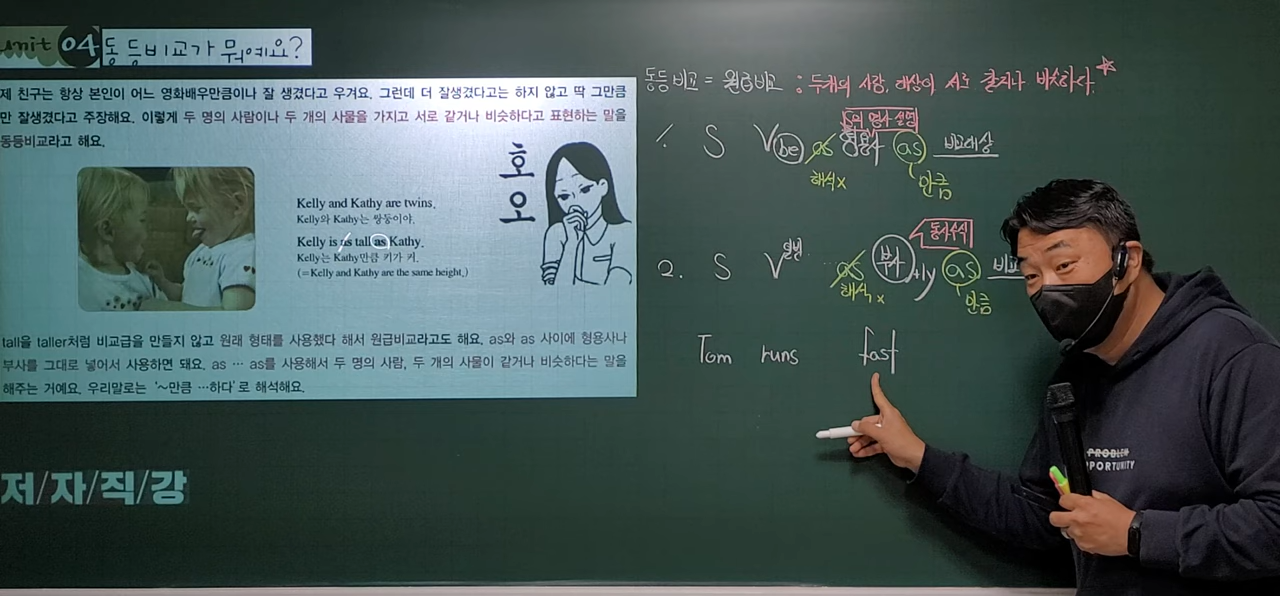 unit 04 동등비교가 뭐예요?
제 친구는 항상 본인이 어느 영화배우만큼이나 잘 생겼다고 우겨요. 그런데 더 잘생겼다고는 하지 않고 딱 그만큼
만 잘생겼다고 주장해요. 이렇게 두 명의 사람이나 두 개의 사물을 가지고 서로 같거나 비슷하다고 표현하는 말을
동등비교라고 해요.
호오
Kelly and Kathy are twins.
Kelly와 Kathy는 쌍둥이야.
Kelly is as tall as Kathy.
Kelly는 Kathy만큼 키가 커.
(=Kelly and Kathy are the same height.)
tall을 taller처럼 비교급을 만들지 않고 원래 형태를 사용했다 해서 원급비교라고도 해요. as와 as 사이에 형용사나
부사를 그대로 넣어서 사용하면 돼요. as … as를 사용해서 두 명의 사람, 두 개의 사물이 같거나 비슷하다는 말을
해주는 거예요. 우리말로는 '~만큼 …하다'로 해석해요.
저/자/직/강
동등비교 = 원급비교 : 두개의 사람, 대상이 서로 같거나 비슷하다.
S의 명사 설명
1. S V be as 형용사 as 비교대상
해석x 만큼
동사수식
2. S V 일반 as 부사 +ly as 비교
해석x 만큼
Tom runs fast
PROBLEM
OPPORTUNITY